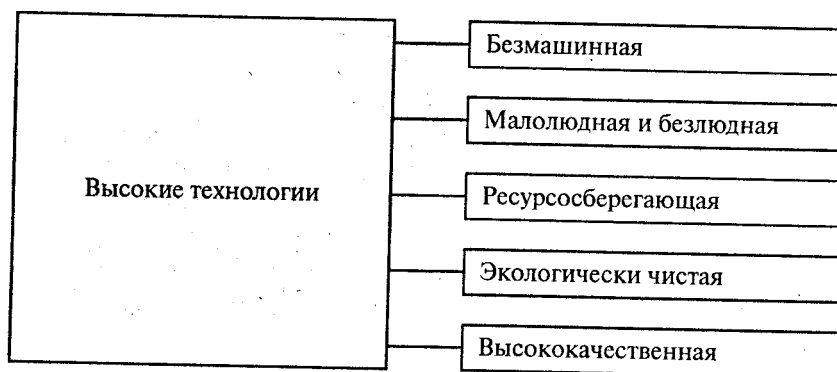 Высокие технологии
Безмашинная
Малолюдная и безлюдная
Ресурсосберегающая
Экологически чистая
Высококачественная